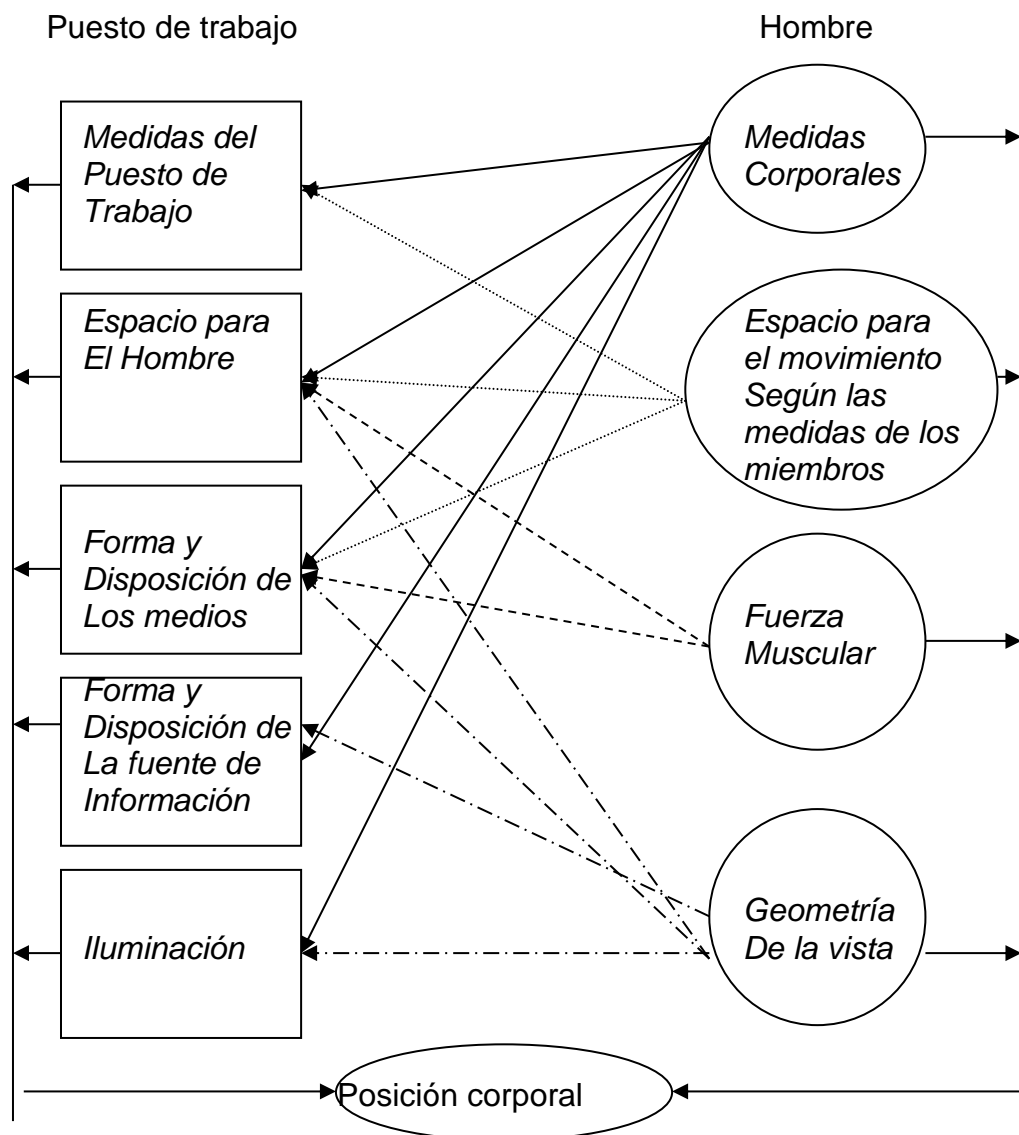 Puesto de trabajo
Hombre
Medidas del
Puesto de
Trabajo
Medidas
Corporales
Espacio para
El Hombre
Espacio para
el movimiento
Según las
medidas de los
miembros
Forma y
Disposición de
Los medios
Fuerza
Muscular
Forma y
Disposición de
La fuente de
Información
Geometría
De la vista
Iluminación
Posición corporal